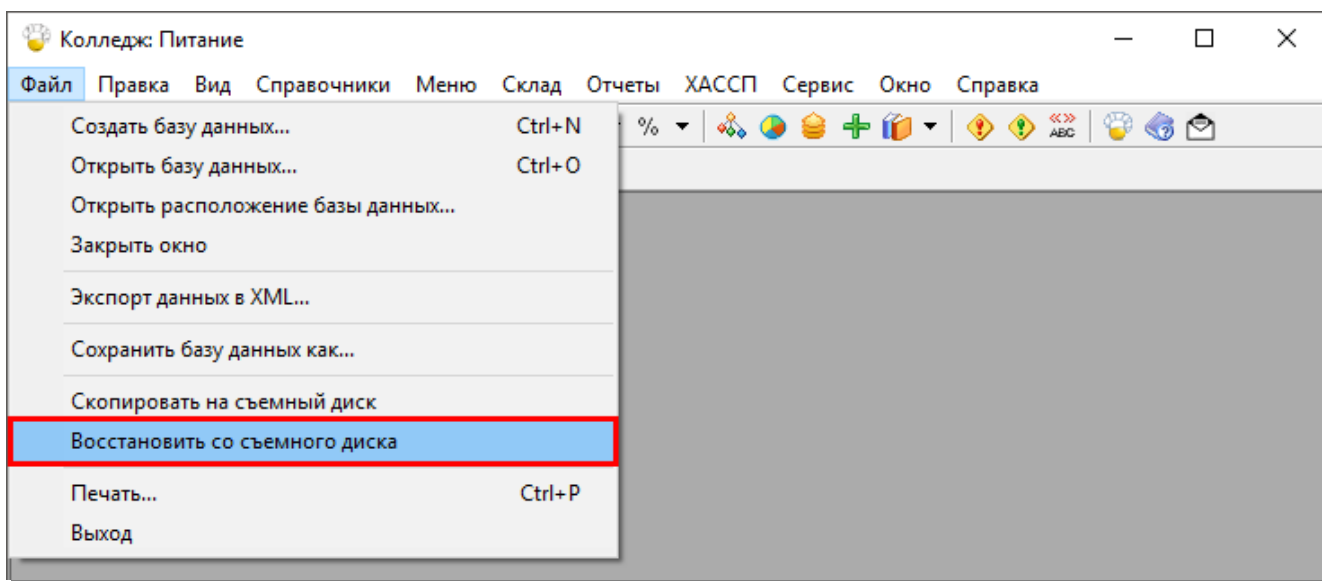 Колледж: Питание
Файл Правка Вид Справочники Меню Склад Отчеты ХАССП Сервис Окно Справка
Создать базу данных... Ctrl+N
% ABC
Открыть базу данных... Ctrl+O
Открыть расположение базы данных...
Закрыть окно
Экспорт данных в XML...
Сохранить базу данных как...
Скопировать на съемный диск
Восстановить со съемного диска
Печать... Ctrl+P
Выход